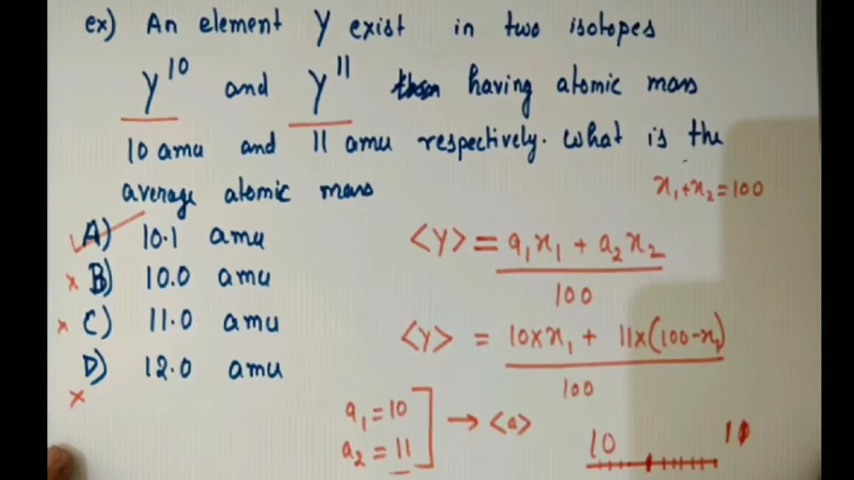 ex) An element Y exist in two isotopes
Y¹⁰ and Y¹¹ having atomic mass
10 amu and 11 amu respectively. What is the
average atomic mass
x₁+x₂=100
A) 10.1 amu
B) 10.0 amu
C) 11.0 amu
D) 12.0 amu
<Y> = a₁x₁ + a₂x₂
100
<Y> = 10×x₁ + 11×(100-x₁)
100
a₁=10
a₂=11
→ <a>
10